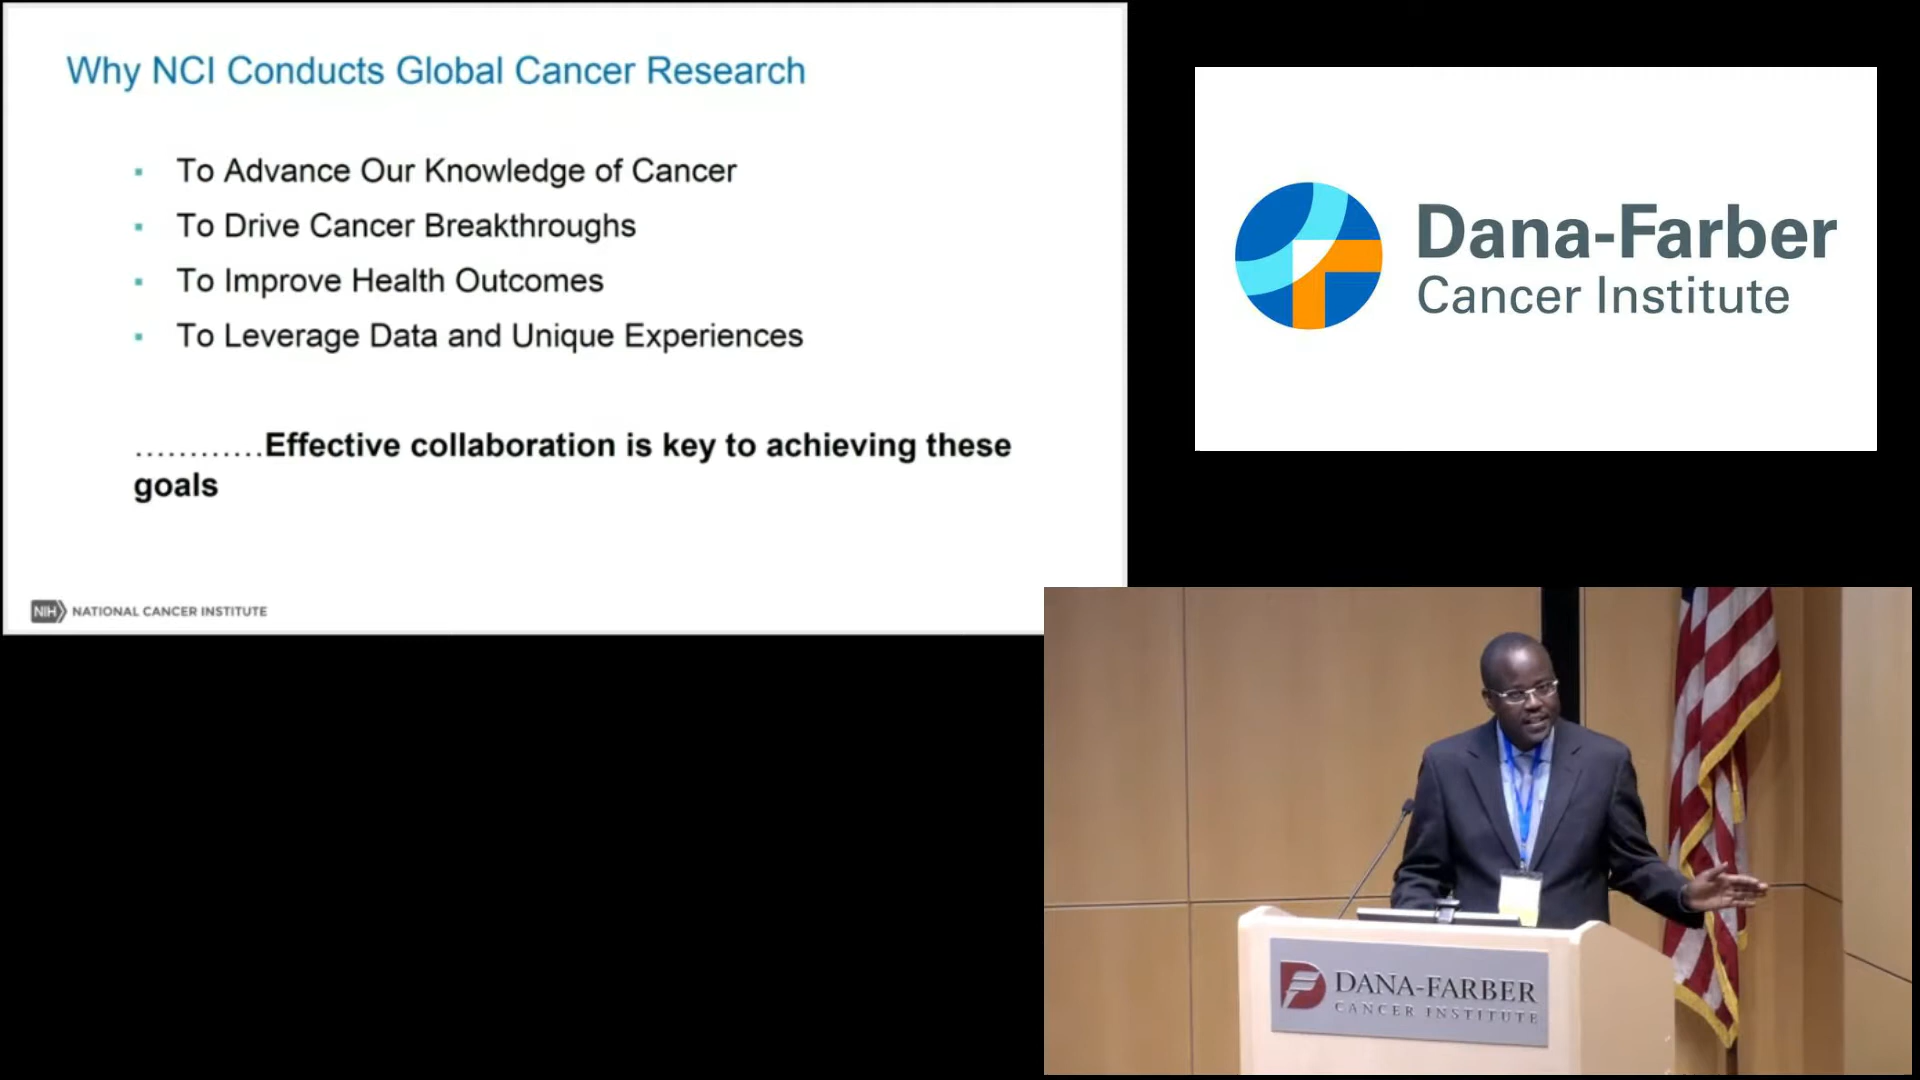 Why NCI Conducts Global Cancer Research
▪ To Advance Our Knowledge of Cancer
▪ To Drive Cancer Breakthroughs
▪ To Improve Health Outcomes
▪ To Leverage Data and Unique Experiences
............Effective collaboration is key to achieving these
goals
NIH NATIONAL CANCER INSTITUTE
Dana-Farber
Cancer Institute
DANA-FARBER
CANCER INSTITUTE